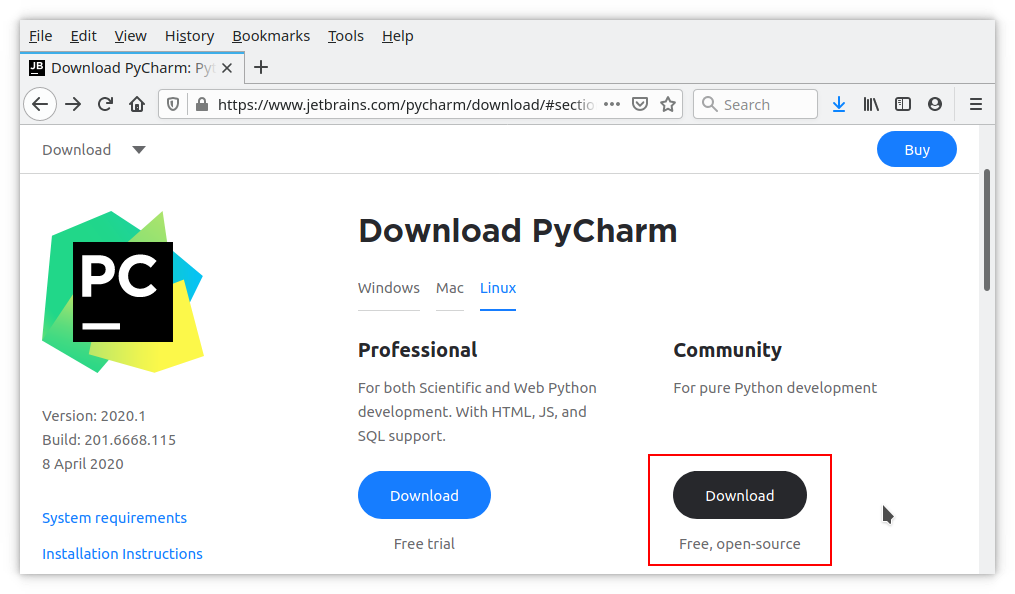 File Edit View History Bookmarks Tools Help
JB Download PyCharm: Pyt
https://www.jetbrains.com/pycharm/download/#sectio
Search
Download
Buy
PC
Download PyCharm
Windows Mac Linux
Professional
For both Scientific and Web Python
development. With HTML, JS, and
SQL support.
Download
Free trial
Community
For pure Python development
Download
Free, open-source
Version: 2020.1
Build: 201.6668.115
8 April 2020
System requirements
Installation Instructions